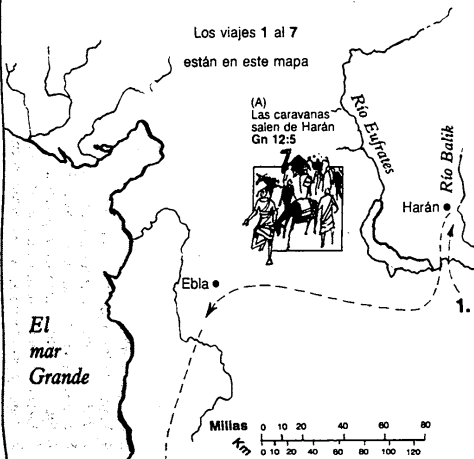 Los viajes 1 al 7
están en este mapa
(A)
Las caravanas
salen de Harán
Gn 12:5
Río Eufrates
Río Balik
Harán
1.
Ebla
El
mar
Grande
Millas 0 10 20 40 60 80
Km 0 10 20 40 60 80 100 120